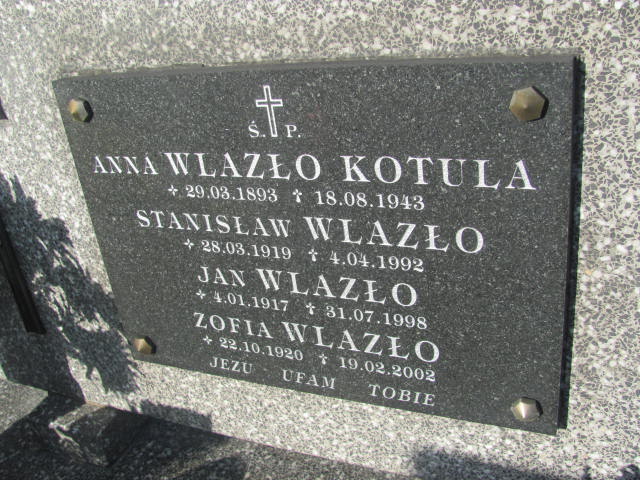 Ś. P.
ANNA WLAZŁO KOTULA
29.03.1893 † 18.08.1943
STANISŁAW WLAZŁO
28.03.1919 † 4.04.1992
JAN WLAZŁO
4.01.1917 † 31.07.1998
ZOFIA WLAZŁO
22.10.1920 † 19.02.2002
JEZU UFAM TOBIE